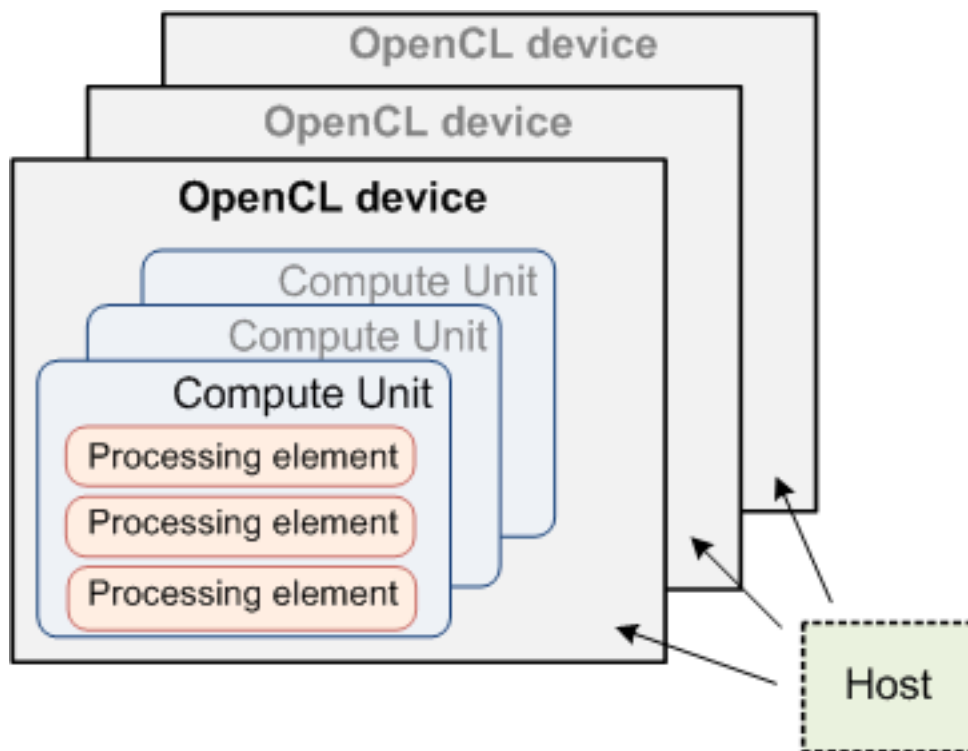 OpenCL device
OpenCL device
OpenCL device
Compute Unit
Compute Unit
Compute Unit
Processing element
Processing element
Processing element
Host